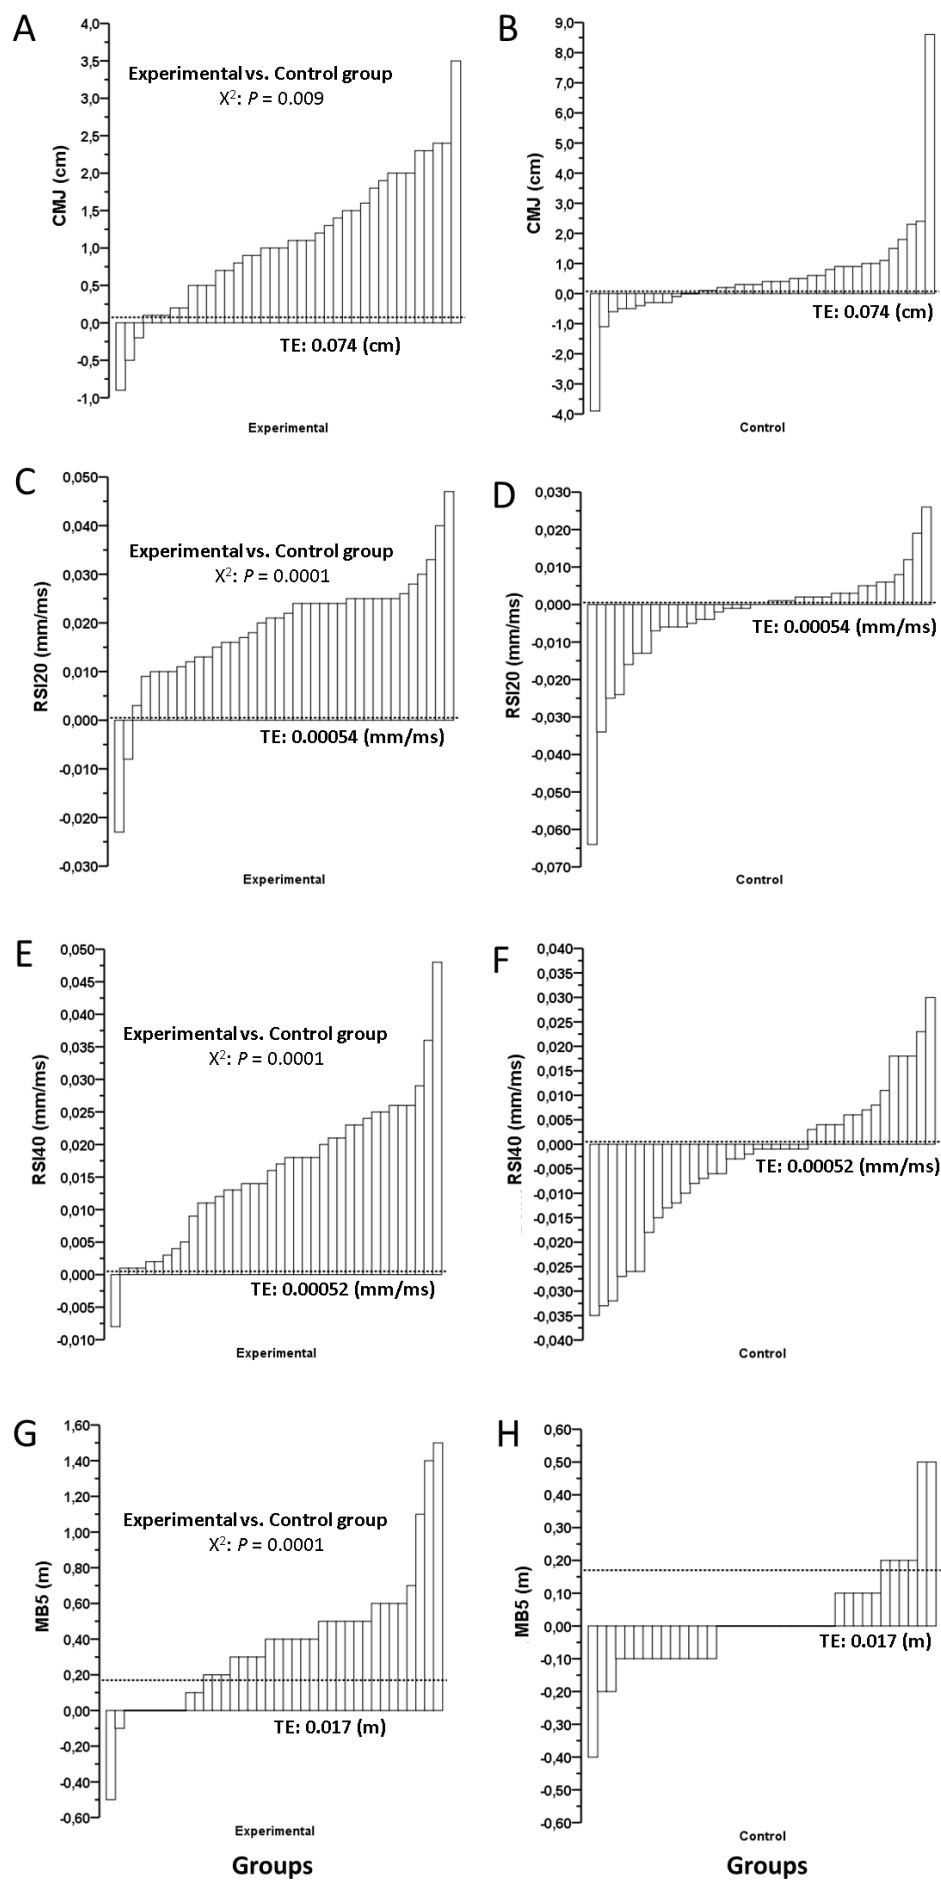 A
4,0
3,5
3,0
2,5
2,0
1,5
1,0
0,5
0,0
-0,5
-1,0
CMJ (cm)
Experimental vs. Control group
X²: P = 0.009
TE: 0.074 (cm)
Experimental
B
9,0
8,0
7,0
6,0
5,0
4,0
3,0
2,0
1,0
0,0
-1,0
-2,0
-3,0
-4,0
CMJ (cm)
TE: 0.074 (cm)
Control
C
0,050
0,040
0,030
0,020
0,010
0,000
-0,010
-0,020
-0,030
RSI20 (mm/ms)
Experimental vs. Control group
X²: P = 0.0001
TE: 0.00054 (mm/ms)
Experimental
D
0,030
0,020
0,010
0,000
-0,010
-0,020
-0,030
-0,040
-0,050
-0,060
-0,070
RSI20 (mm/ms)
TE: 0.00054 (mm/ms)
Control
E
0,050
0,045
0,040
0,035
0,030
0,025
0,020
0,015
0,010
0,005
0,000
-0,005
-0,010
RSI40 (mm/ms)
Experimental vs. Control group
X²: P = 0.0001
TE: 0.00052 (mm/ms)
Experimental
F
0,040
0,035
0,030
0,025
0,020
0,015
0,010
0,005
0,000
-0,005
-0,010
-0,015
-0,020
-0,025
-0,030
-0,035
-0,040
RSI40 (mm/ms)
TE: 0.00052 (mm/ms)
Control
G
1,60
1,40
1,20
1,00
0,80
0,60
0,40
0,20
0,00
-0,20
-0,40
-0,60
MB5 (m)
Experimental vs. Control group
X²: P = 0.0001
TE: 0.017 (m)
Experimental
Groups
H
0,60
0,50
0,40
0,30
0,20
0,10
0,00
-0,10
-0,20
-0,30
-0,40
-0,50
-0,60
MB5 (m)
TE: 0.017 (m)
Control
Groups